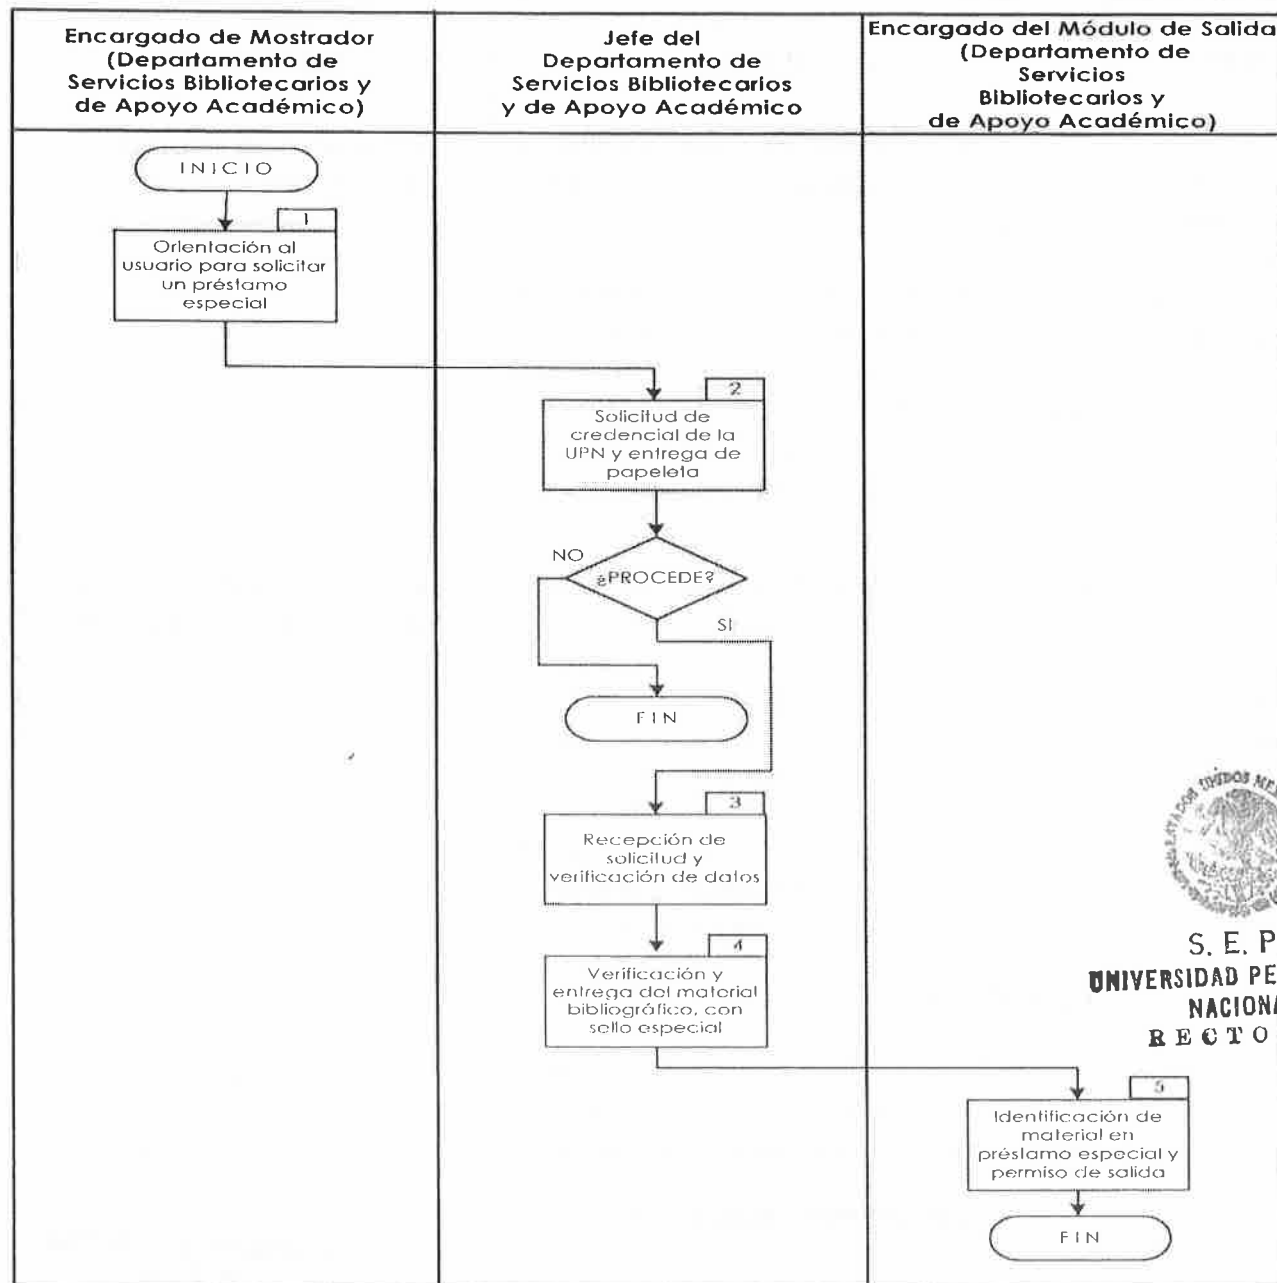 Encargado de Mostrador
(Departamento de
Servicios Bibliotecarios y
de Apoyo Académico)
Jefe del
Departamento de
Servicios Bibliotecarios
y de Apoyo Académico
Encargado del Módulo de Salida
(Departamento de
Servicios
Bibliotecarios y
de Apoyo Académico)
INICIO
1
Orientación al
usuario para solicitar
un préstamo
especial
2
Solicitud de
credencial de la
UPN y entrega de
papeleta
NO
¿PROCEDE?
SI
FIN
3
Recepción de
solicitud y
verificación de datos
4
Verificación y
entrega del material
bibliográfico, con
sello especial
UNIDOS
S. E. P
UNIVERSIDAD PE
NACIONA
RECTO
5
Identificación de
material en
préstamo especial y
permiso de salida
FIN